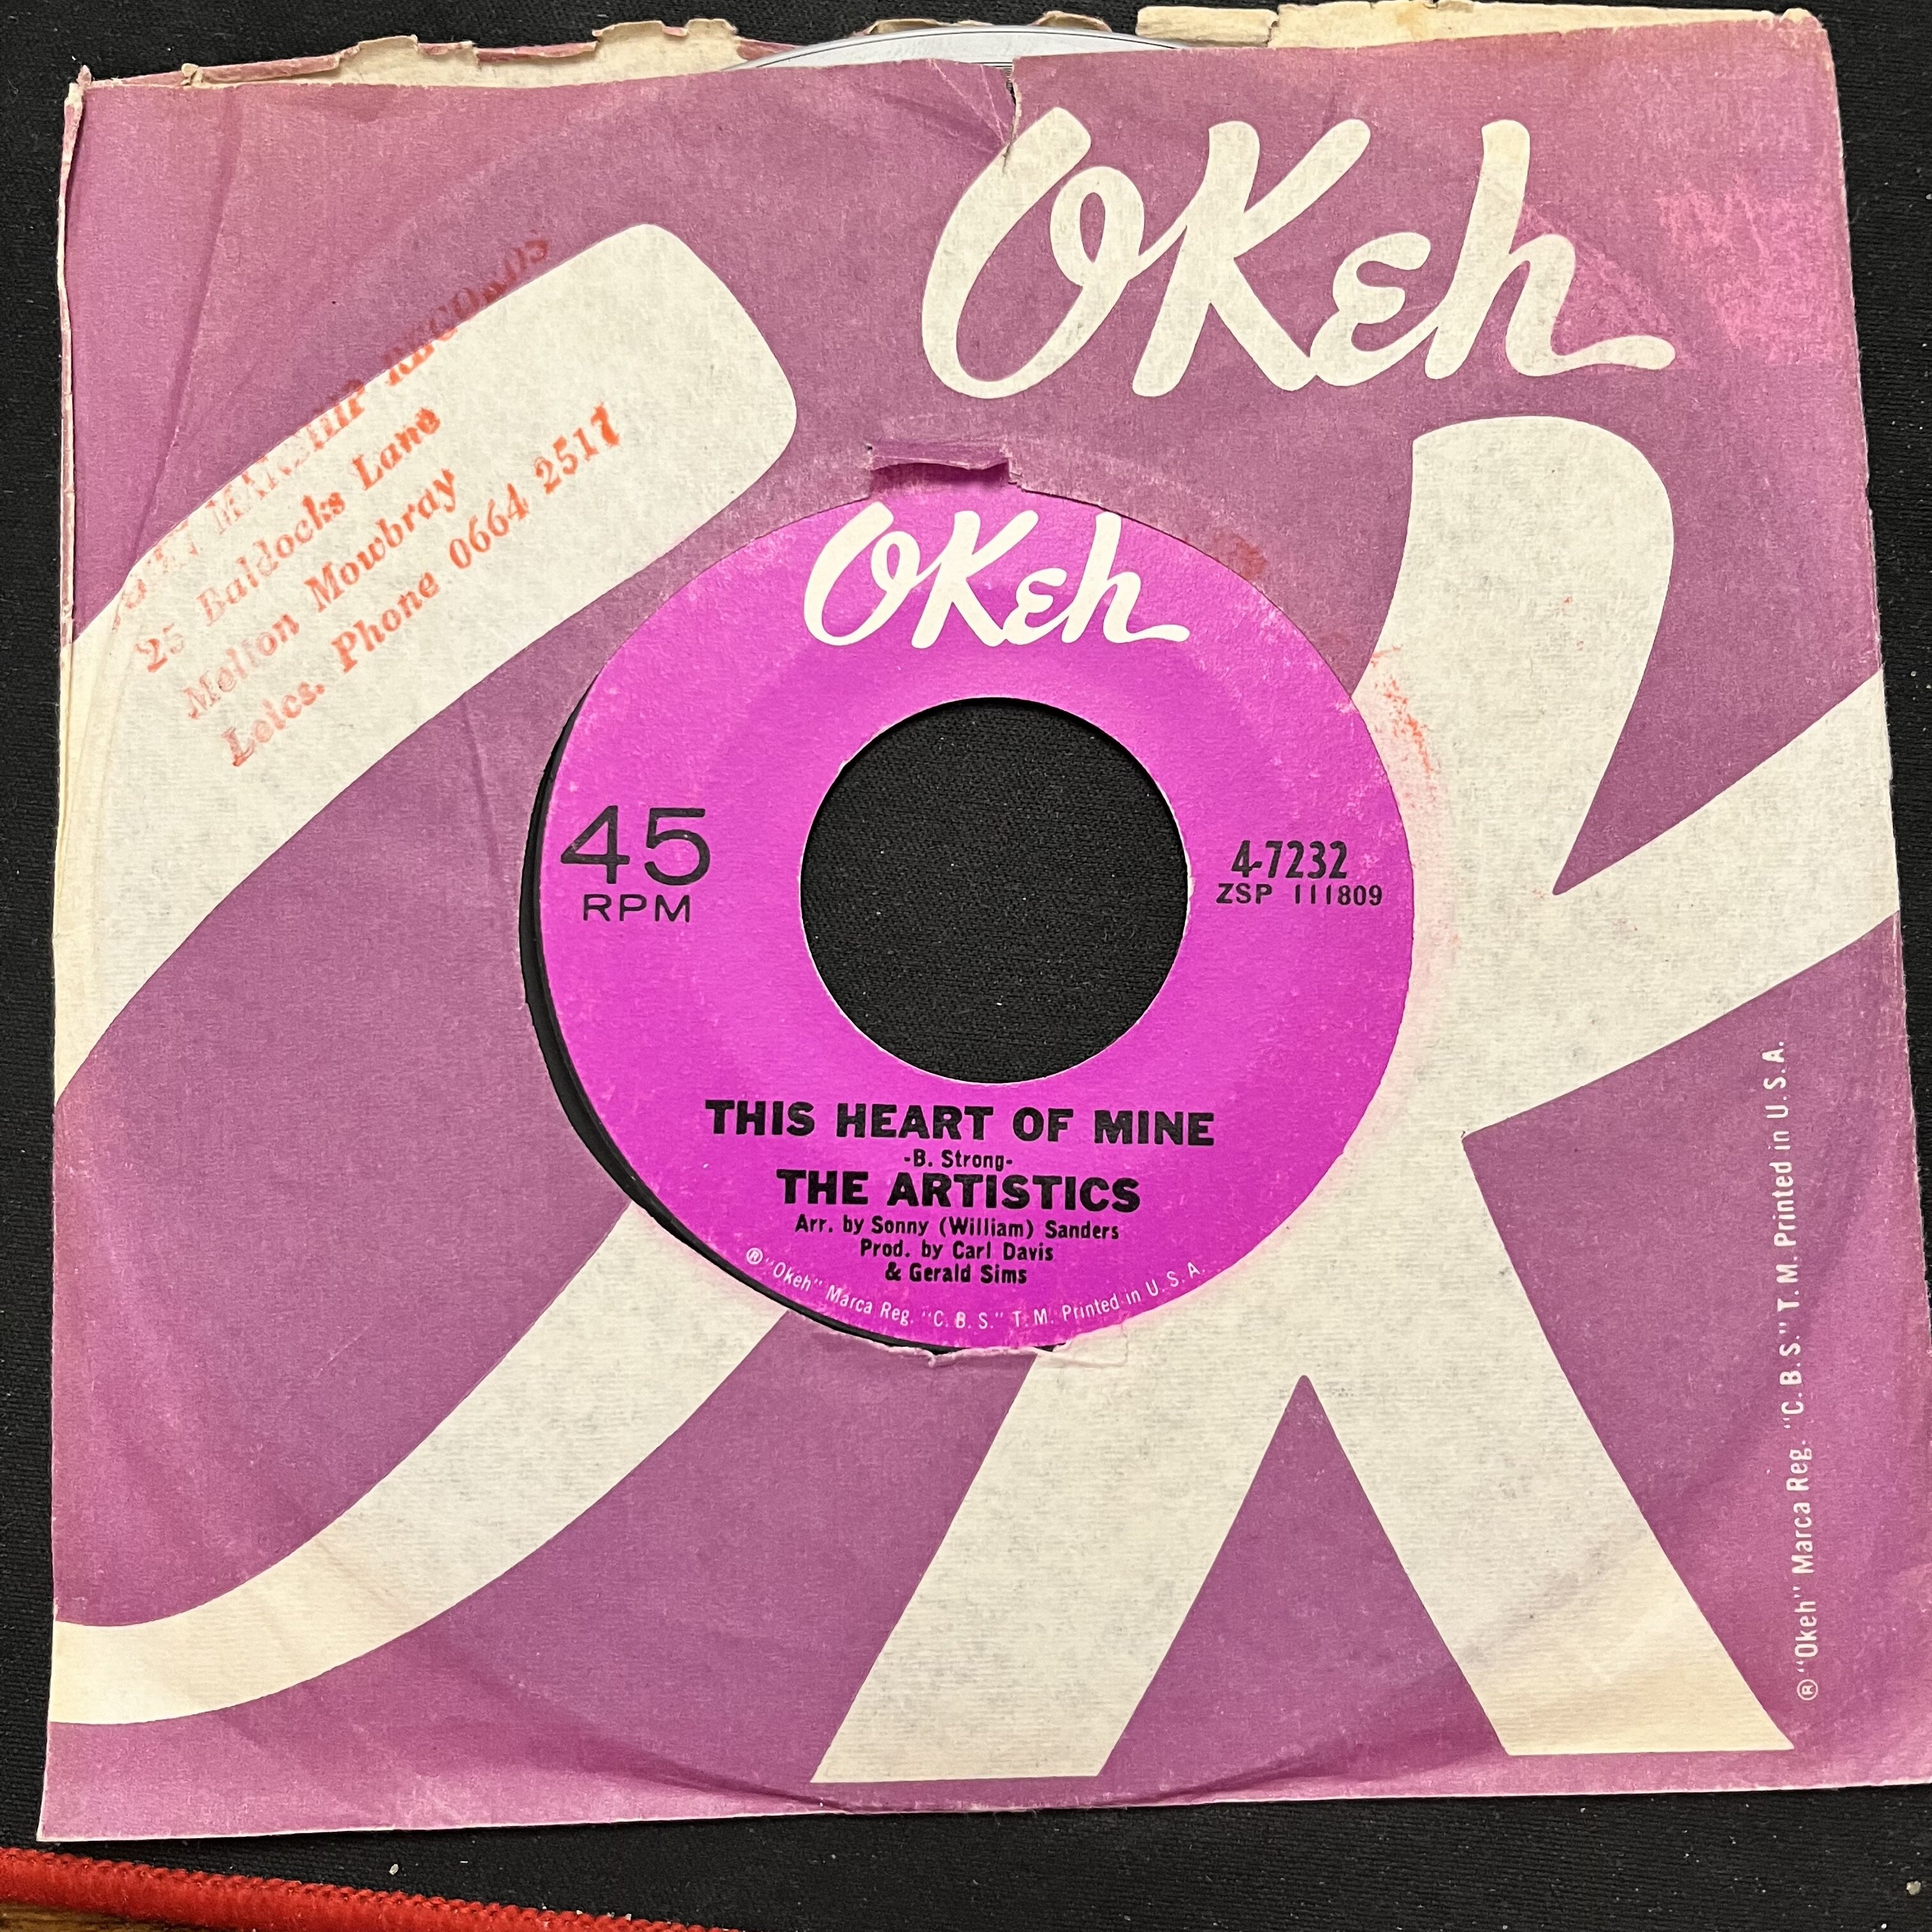 OKeh
RECORDS
25 Baldocks Lane
Melton Mowbray
Leics. Phone 0664 2517
OKeh
45
RPM
4-7232
ZSP 111809
THIS HEART OF MINE
-B. Strong-
THE ARTISTICS
Arr. by Sonny (William) Sanders
Prod. by Carl Davis
& Gerald Sims
® "Okeh" Marca Reg. "C. B. S." T. M. Printed in U. S. A.
® "Okeh" Marca Reg. "C. B. S." T. M. Printed in U. S. A.